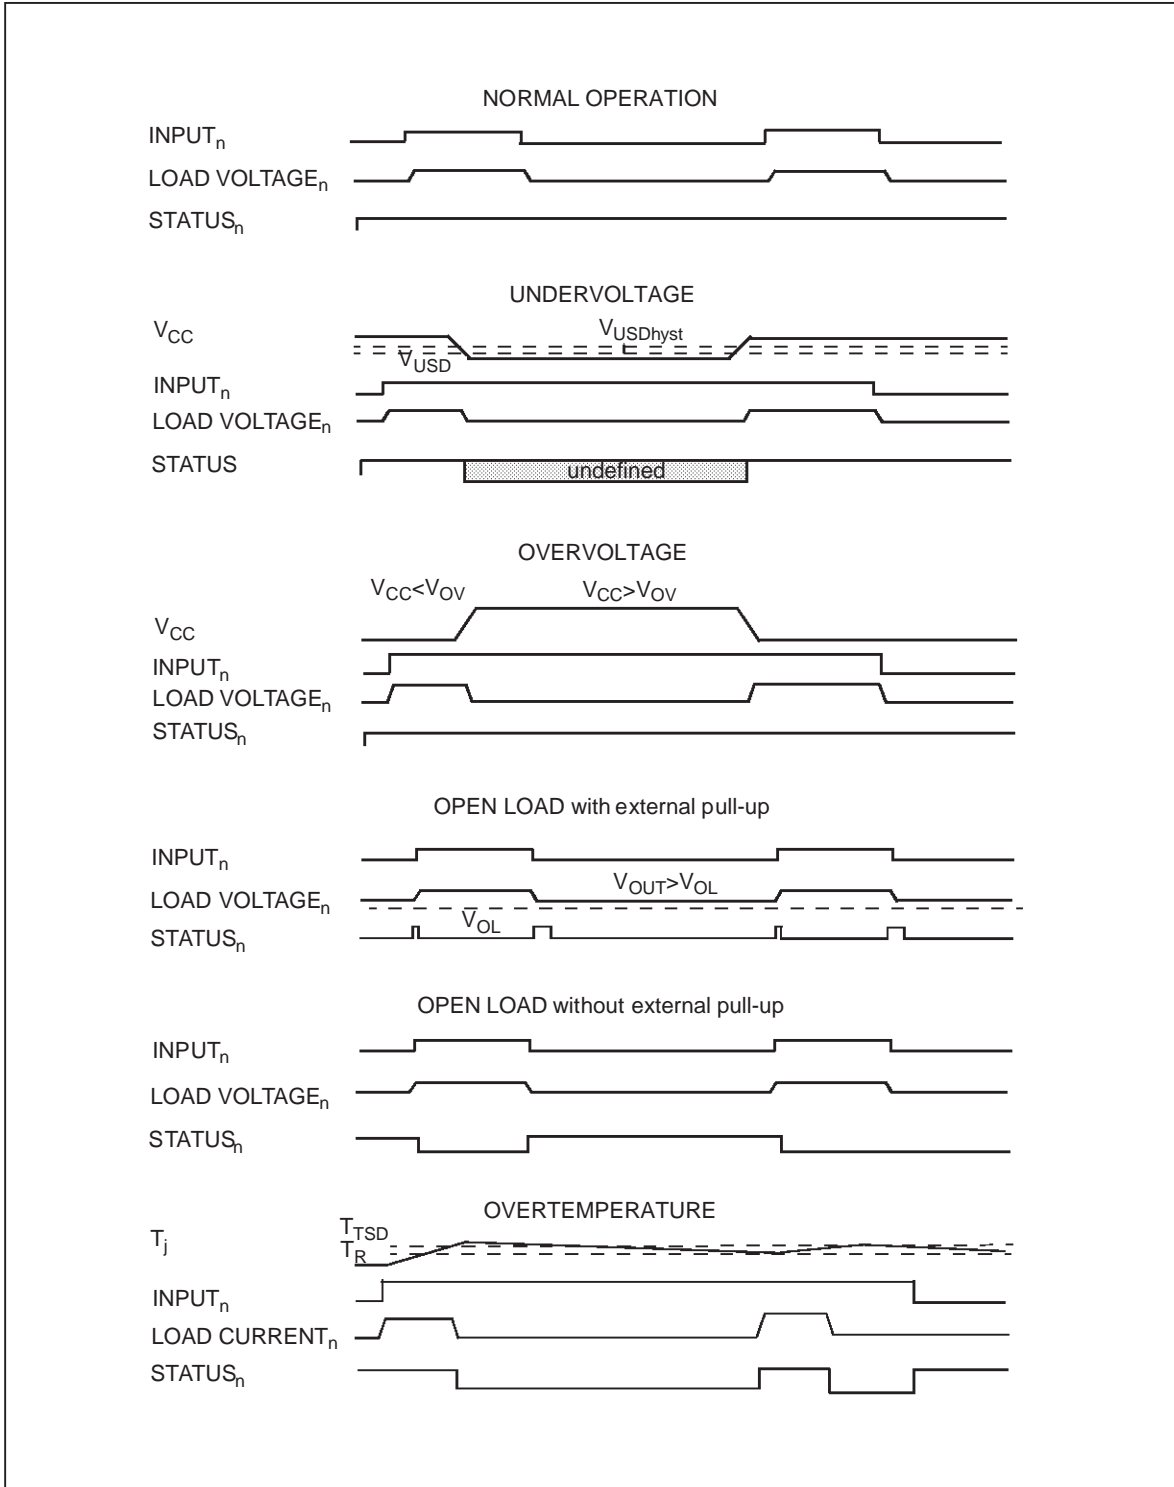 NORMAL OPERATION
INPUTn
LOAD VOLTAGEn
STATUSn
UNDERVOLTAGE
VCC
VUSDhyst
VUSD
INPUTn
LOAD VOLTAGEn
STATUS
undefined
OVERVOLTAGE
VCC<VOV
VCC>VOV
VCC
INPUTn
LOAD VOLTAGEn
STATUSn
OPEN LOAD with external pull-up
INPUTn
LOAD VOLTAGEn
VOUT>VOL
VOL
STATUSn
OPEN LOAD without external pull-up
INPUTn
LOAD VOLTAGEn
STATUSn
OVERTEMPERATURE
Tj
TTSD
TR
INPUTn
LOAD CURRENTn
STATUSn